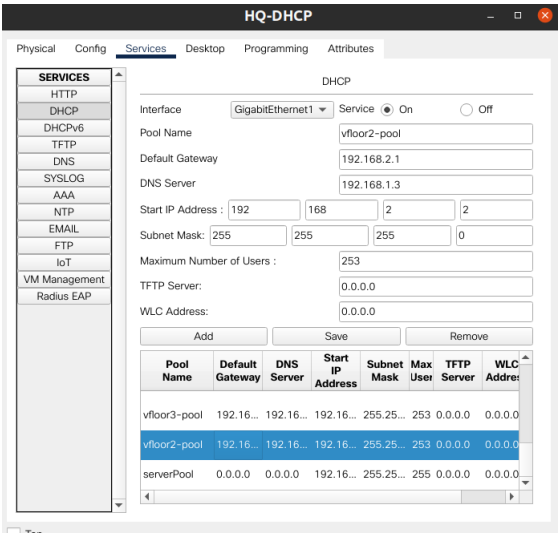 HQ-DHCP
Physical Config Services Desktop Programming Attributes
SERVICES
HTTP
DHCP
DHCPv6
TFTP
DNS
SYSLOG
AAA
NTP
EMAIL
FTP
IoT
VM Management
Radius EAP
DHCP
Interface GigabitEthernet1 Service On Off
Pool Name vfloor2-pool
Default Gateway 192.168.2.1
DNS Server 192.168.1.3
Start IP Address : 192 168 2 2
Subnet Mask: 255 255 255 0
Maximum Number of Users : 253
TFTP Server: 0.0.0.0
WLC Address: 0.0.0.0
Add Save Remove
Pool Name Default Gateway DNS Server Start IP Address Subnet Mask Max User TFTP Server WLC Addres
vfloor3-pool 192.16... 192.16... 192.16... 255.25... 253 0.0.0.0 0.0.0.0
vfloor2-pool 192.16... 192.16... 192.16... 255.25... 253 0.0.0.0 0.0.0.0
serverPool 0.0.0.0 0.0.0.0 192.16... 255.25... 255 0.0.0.0 0.0.0.0